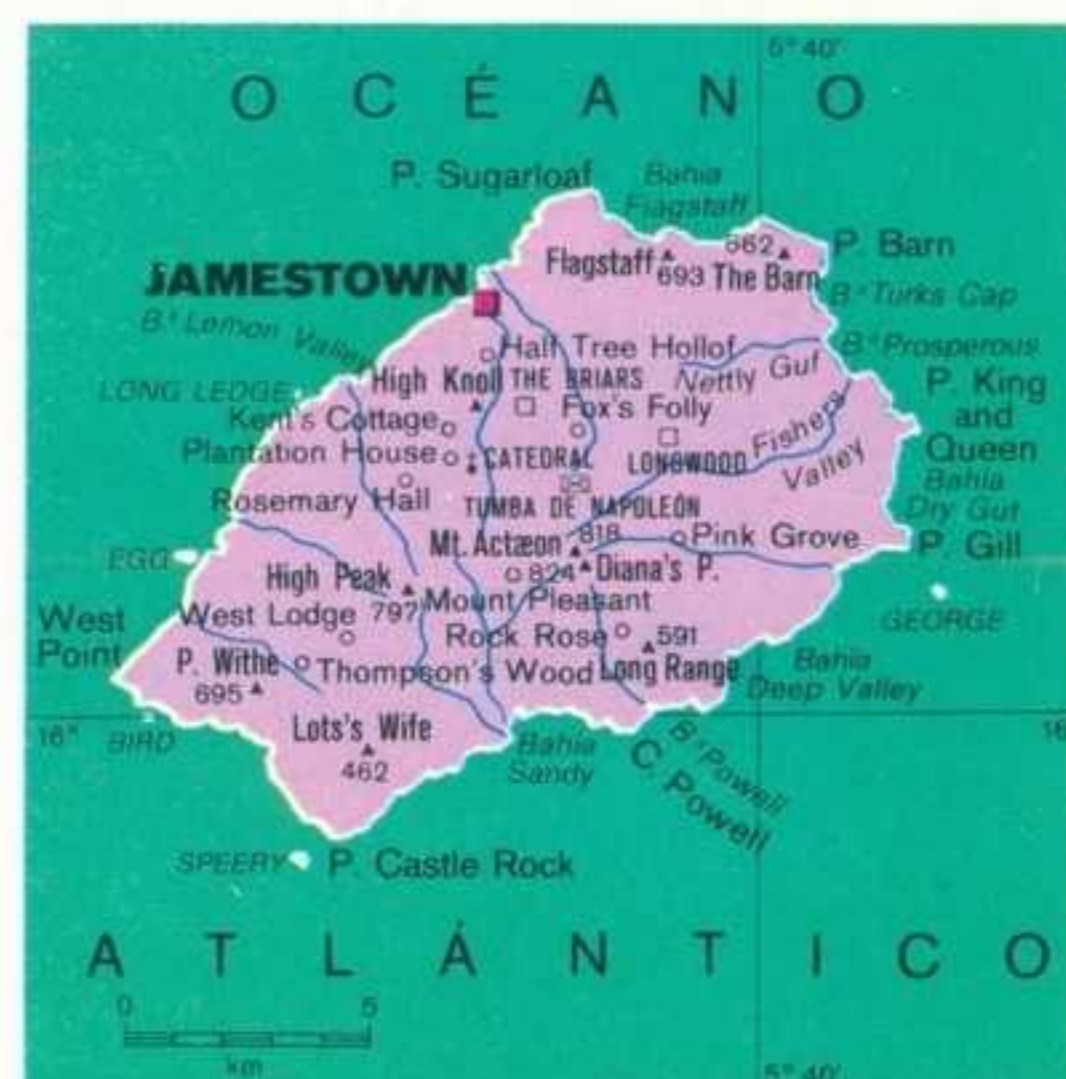 5° 40'
OCÉANO
P. Sugarloaf
Bahia
Flagstaff
P. Barn
Flagstaff
693
The Barn
JAMESTOWN
Bª Turks Cap
Bª Lemon Valley
Half Tree Hollof
Bª Prosperous
Nettly Guf
LONG LEDGE
High Knoll
THE BRIARS
P. King
and
Queen
Kent's Cottage
Fox's Folly
Fishers
Valley
Plantation House
CATEDRAL
LONGWOOD
Bahia
Dry Gut
Rosemary Hall
TUMBA DE NAPOLEÓN
Mt. Actæon
818
Pink Grove
P. Gill
EGG
High Peak
797
824
Diana's P.
Mount Pleasant
West
Point
West Lodge
GEORGE
Rock Rose
591
Long Range
P. Withe
695
Thompson's Wood
Bahia
Deep Valley
16°
BIRD
Lots's Wife
462
Bahia
Sandy
Bª Powell
C. Powell
16
SPEERY
P. Castle Rock
ATLÁNTICO
0 5
km
5° 40'